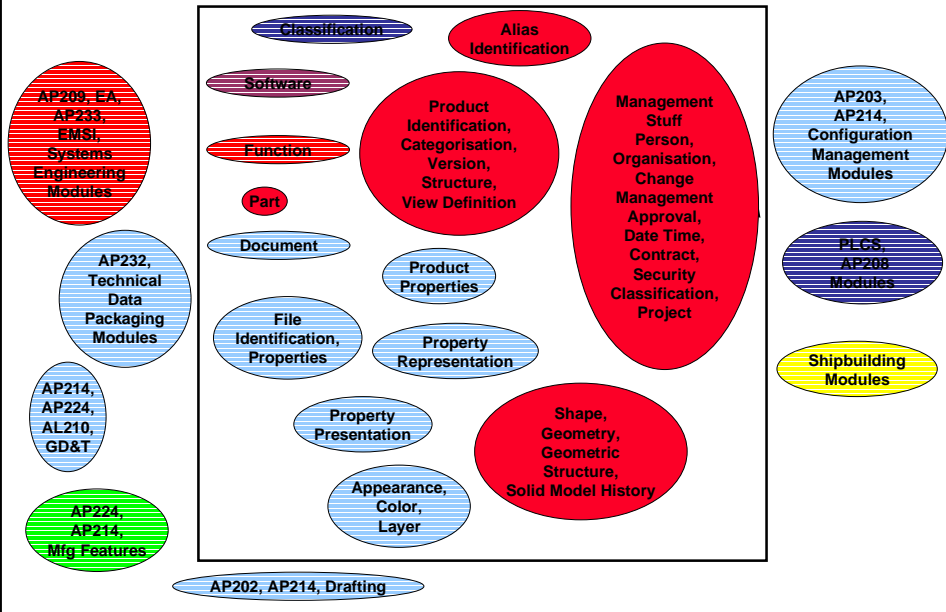 Classification
Alias
Identification
Software
AP209, EA,
AP233,
EMSI,
Systems
Engineering
Modules
Function
Part
Product
Identification,
Categorisation,
Version,
Structure,
View Definition
Management
Stuff
Person,
Organisation,
Change
Management
Approval,
Date Time,
Contract,
Security
Classification,
Project
AP203,
AP214,
Configuration
Management
Modules
Document
AP232,
Technical
Data
Packaging
Modules
Product
Properties
PLCS,
AP208
Modules
File
Identification,
Properties
Property
Representation
Shipbuilding
Modules
AP214,
AP224,
AL210,
GD&T
Property
Presentation
Shape,
Geometry,
Geometric
Structure,
Solid Model History
Appearance,
Color,
Layer
AP224,
AP214,
Mfg Features
AP202, AP214, Drafting